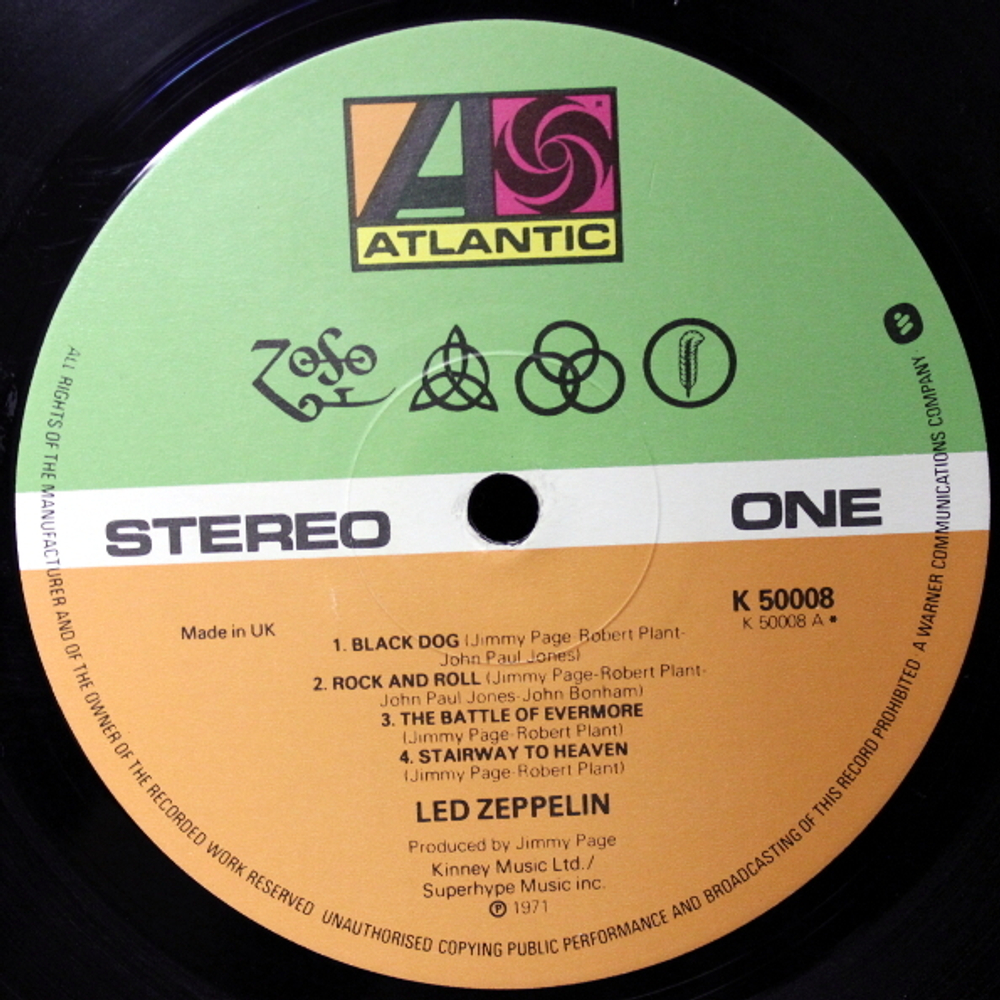 ATLANTIC
STEREO
ONE
K 50008
K 50008 A *
Made in UK
1. BLACK DOG (Jimmy Page-Robert Plant-
John Paul Jones)
2. ROCK AND ROLL (Jimmy Page-Robert Plant-
John Paul Jones-John Bonham)
3. THE BATTLE OF EVERMORE
(Jimmy Page-Robert Plant)
4. STAIRWAY TO HEAVEN
(Jimmy Page-Robert Plant)
LED ZEPPELIN
Produced by Jimmy Page
Kinney Music Ltd./
Superhype Music inc.
℗ 1971
ALL RIGHTS OF THE MANUFACTURER AND OF THE OWNER OF THE RECORDED WORK RESERVED UNAUTHORISED COPYING PUBLIC PERFORMANCE AND BROADCASTING OF THIS RECORD PROHIBITED · A WARNER COMMUNICATIONS COMPANY.